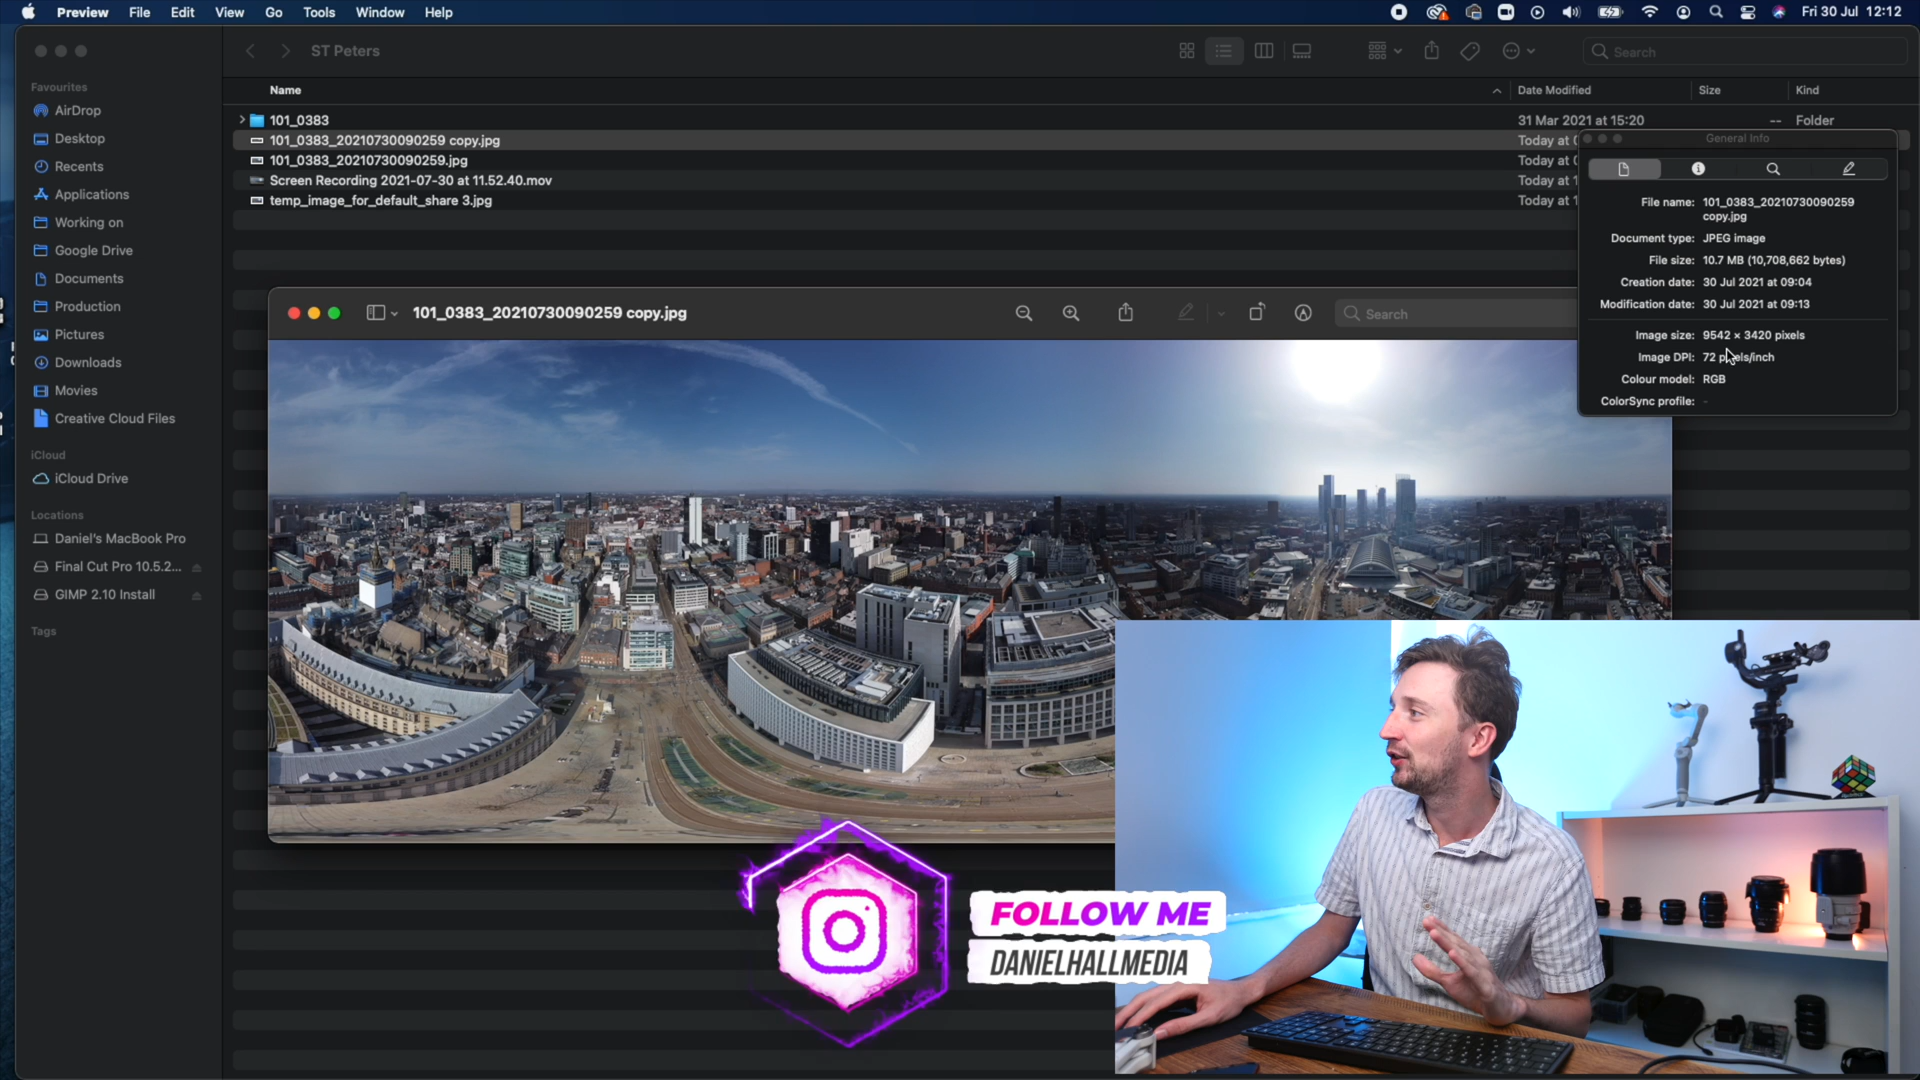 Preview File Edit View Go Tools Window Help
Fri 30 Jul 12:12
ST Peters
Search
Favourites
AirDrop
Desktop
Recents
Applications
Working on
Google Drive
Documents
Production
Pictures
Downloads
Movies
Creative Cloud Files
iCloud
iCloud Drive
Locations
Daniel's MacBook Pro
Final Cut Pro 10.5.2...
GIMP 2.10 Install
Tags
Name Date Modified Size Kind
101_0383 31 Mar 2021 at 15:20 -- Folder
101_0383_20210730090259 copy.jpg Today at
101_0383_20210730090259.jpg Today at
Screen Recording 2021-07-30 at 11.52.40.mov Today at 1
temp_image_for_default_share 3.jpg Today at 1
General Info
File name: 101_0383_20210730090259
copy.jpg
Document type: JPEG image
File size: 10.7 MB (10,708,662 bytes)
Creation date: 30 Jul 2021 at 09:04
Modification date: 30 Jul 2021 at 09:13
Image size: 9542 × 3420 pixels
Image DPI: 72 pixels/inch
Colour model: RGB
ColorSync profile: -
101_0383_20210730090259 copy.jpg
Search
FOLLOW ME
DANIELHALLMEDIA